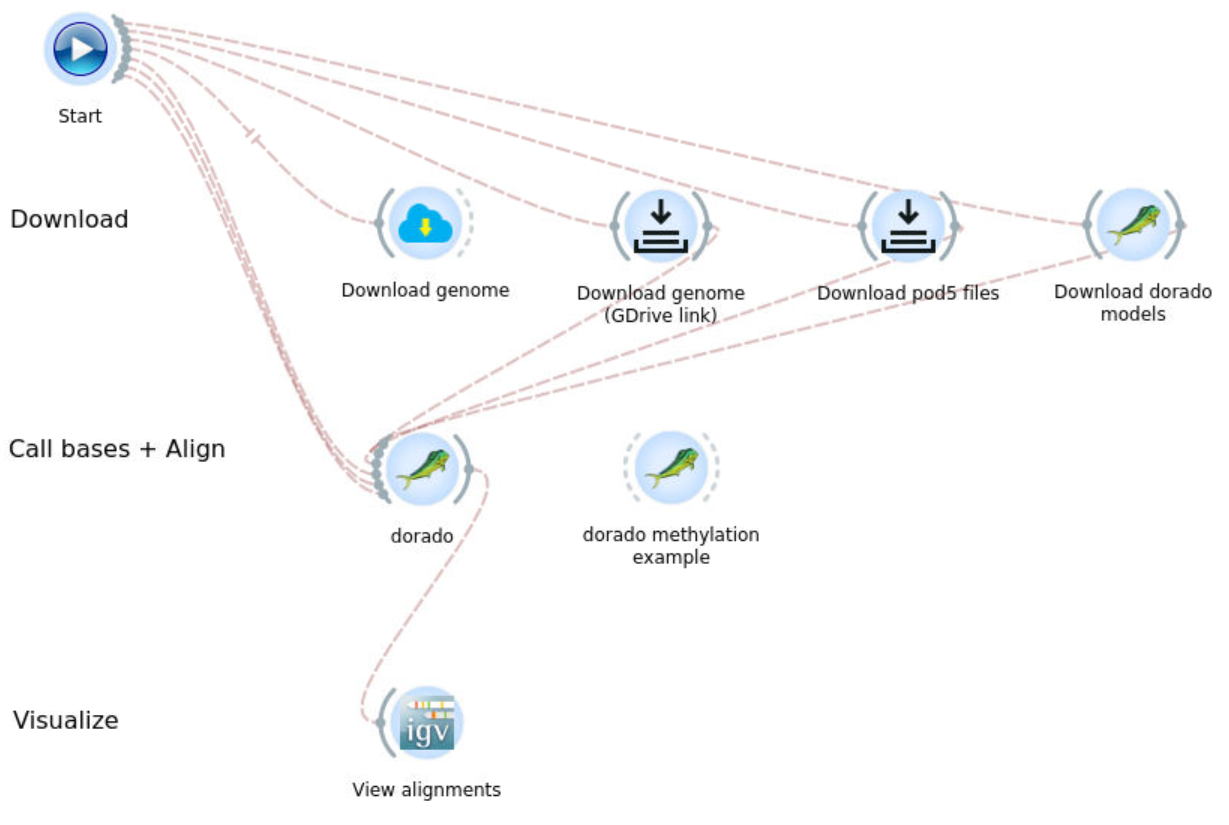 Start
Download
Download genome
Download genome
(GDrive link)
Download pod5 files
Download dorado
models
Call bases + Align
dorado
dorado methylation
example
Visualize
igv
View alignments